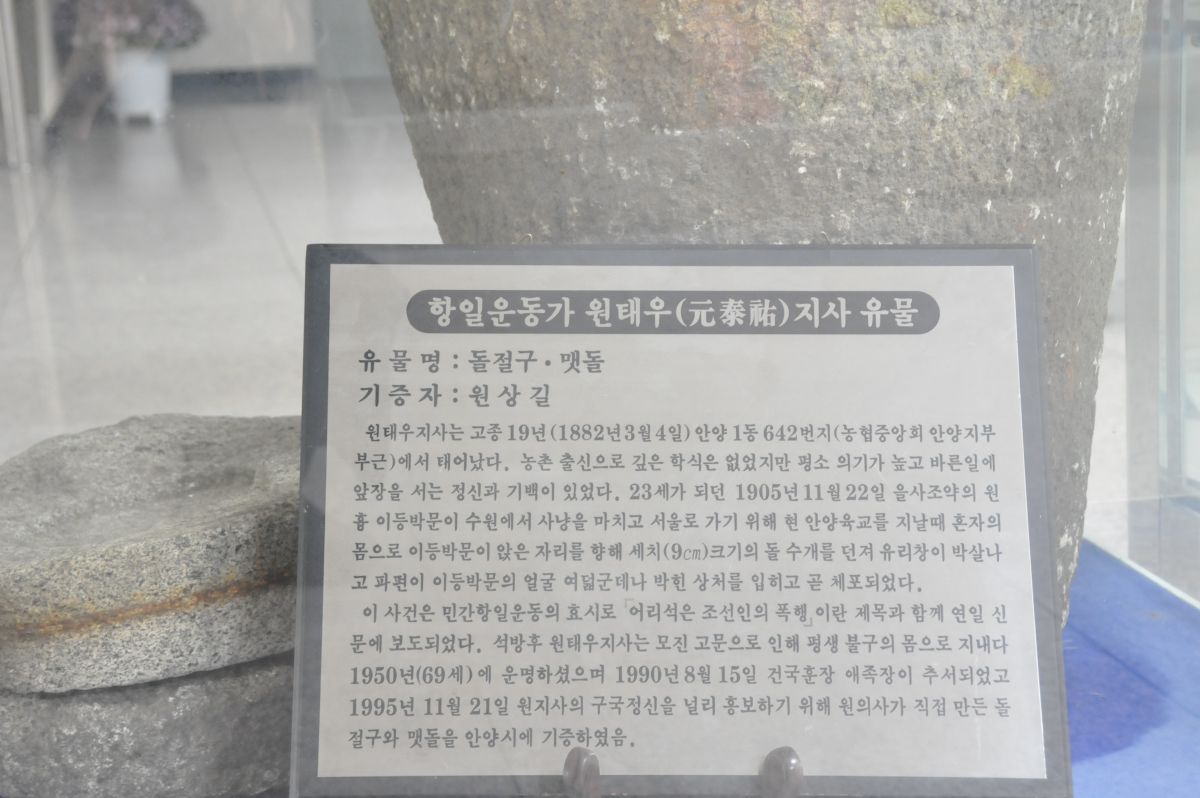 항일운동가 원태우(元泰祐)지사 유물
유 물 명 : 돌절구 · 맷돌
기 증 자 : 원 상 길
원태우지사는 고종 19년(1882년 3월 4일) 안양 1동 642번지(농협중앙회 안양지부
부근)에서 태어났다. 농촌 출신으로 깊은 학식은 없었지만 평소 의기가 높고 바른일에
앞장을 서는 정신과 기백이 있었다. 23세가 되던 1905년 11월 22일 을사조약의 원
흉 이등박문이 수원에서 사냥을 마치고 서울로 가기 위해 현 안양육교를 지날때 혼자의
몸으로 이등박문이 앉은 자리를 향해 세치(9㎝)크기의 돌 수개를 던져 유리창이 박살나
고 파편이 이등박문의 얼굴 여덟군데나 박힌 상처를 입히고 곧 체포되었다.
이 사건은 민간항일운동의 효시로 「어리석은 조선인의 폭행」이란 제목과 함께 연일 신
문에 보도되었다. 석방후 원태우지사는 모진 고문으로 인해 평생 불구의 몸으로 지내다
1950년(69세)에 운명하셨으며 1990년 8월 15일 건국훈장 애족장이 추서되었고
1995년 11월 21일 원지사의 구국정신을 널리 홍보하기 위해 원의사가 직접 만든 돌
절구와 맷돌을 안양시에 기증하였음.